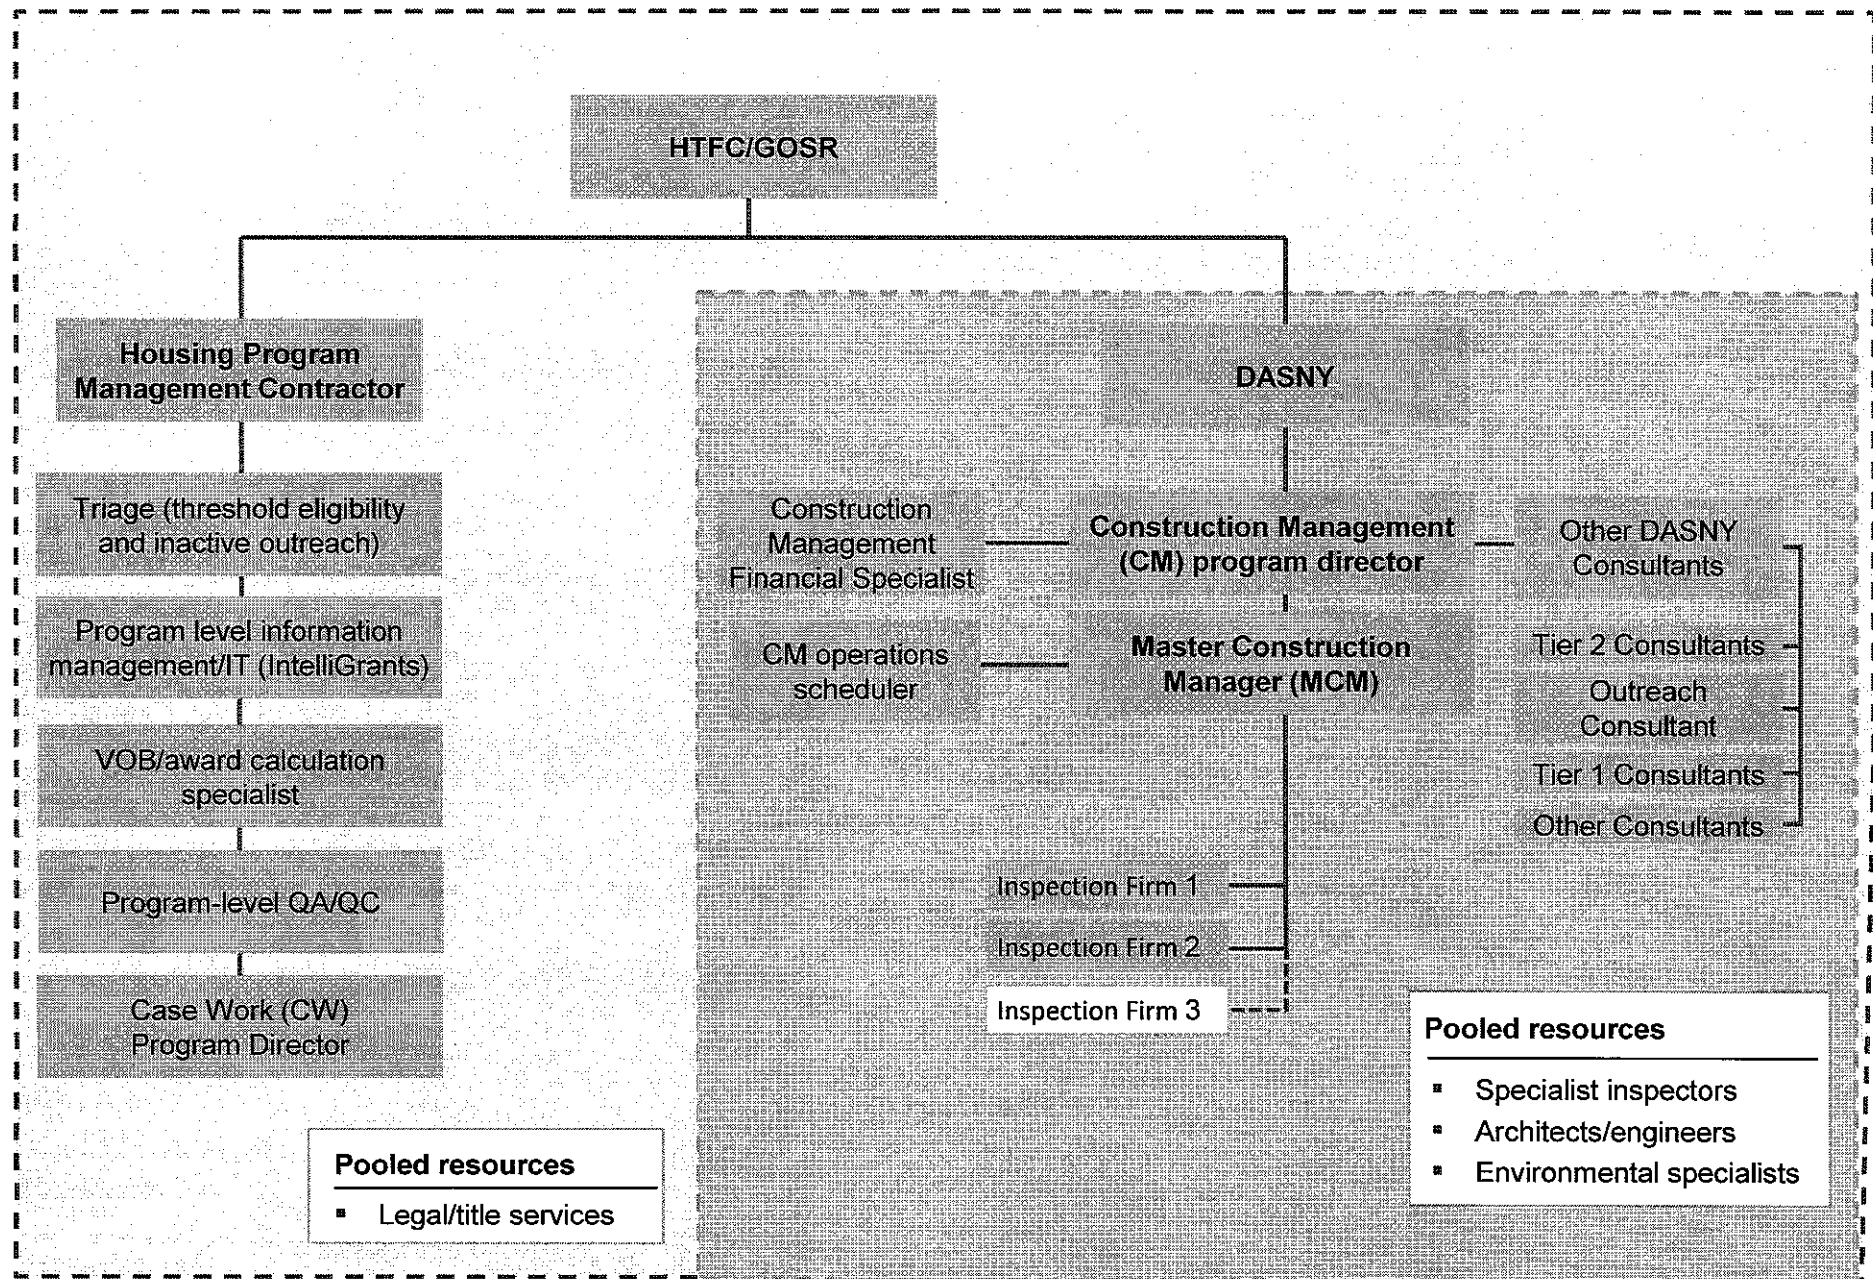 HTFC/GOSR
Housing Program
Management Contractor
Triage (threshold eligibility
and inactive outreach)
Program level information
management/IT (IntelliGrants)
VOB/award calculation
specialist
Program-level QA/QC
Case Work (CW)
Program Director
Pooled resources
▪ Legal/title services
DASNY
Construction
Management
Financial Specialist
Construction Management
(CM) program director
Other DASNY
Consultants
CM operations
scheduler
Master Construction
Manager (MCM)
Tier 2 Consultants
Outreach
Consultant
Tier 1 Consultants
Other Consultants
Inspection Firm 1
Inspection Firm 2
Inspection Firm 3
Pooled resources
▪ Specialist inspectors
▪ Architects/engineers
▪ Environmental specialists